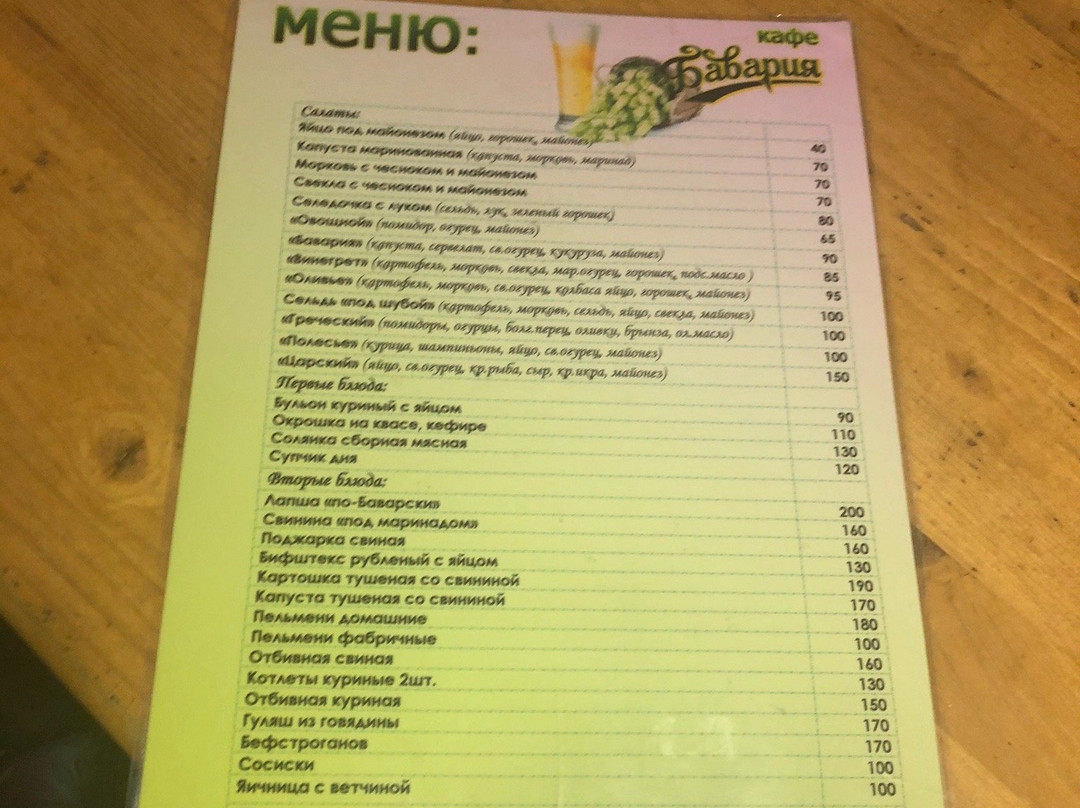 меню:
кафе
Бавария
Салаты:
Яйцо под майонезом (яйцо, горошек, майонез) 40
Капуста маринованная (капуста, морковь, маринад) 70
Морковь с чесноком и майонезом 70
Свекла с чесноком и майонезом 70
Селедочка с луком (сельдь, лук, зеленый горошек) 80
«Овощной» (помидор, огурец, майонез) 65
«Бавария» (капуста, сервелат, св.огурец, кукуруза, майонез) 90
«Винегрет» (картофель, морковь, свекла, мар.огурец, горошек, подс.масло ) 85
«Оливье» (картофель, морковь, св.огурец, колбаса яйцо, горошек, майонез) 95
Сельдь «под шубой» (картофель, морковь, сельдь, яйцо, свекла, майонез) 100
«Греческий» (помидоры, огурцы, болг.перец, оливки, брынза, ол.масло) 100
«Полесье» (курица, шампиньоны, яйцо, св.огурец, майонез) 100
«Царский» (яйцо, св.огурец, кр.рыба, сыр, кр.икра, майонез) 150
Первые блюда:
Бульон куриный с яйцом 90
Окрошка на квасе, кефире 110
Солянка сборная мясная 130
Супчик дня 120
Вторые блюда:
Лапша «по-Баварски» 200
Свинина «под маринадом» 160
Поджарка свиная 160
Бифштекс рубленый с яйцом 130
Картошка тушеная со свининой 190
Капуста тушеная со свининой 170
Пельмени домашние 180
Пельмени фабричные 100
Отбивная свиная 160
Котлеты куриные 2шт. 130
Отбивная куриная 150
Гуляш из говядины 170
Бефстроганов 170
Сосиски 100
Яичница с ветчиной 100